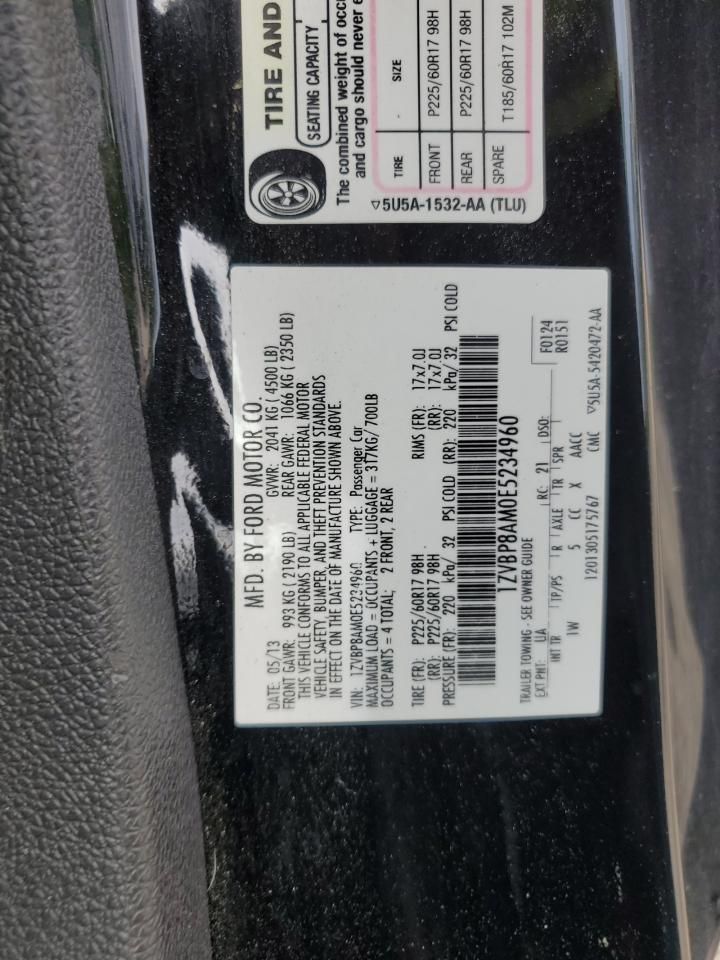 MFD. BY FORD MOTOR CO.
DATE: 05/13 GVWR: 2041 KG ( 4500 LB)
FRONT GAWR: 993 KG ( 2190 LB) REAR GAWR: 1066 KG ( 2350 LB)
THIS VEHICLE CONFORMS TO ALL APPLICABLE FEDERAL MOTOR
VEHICLE SAFETY, BUMPER, AND THEFT PREVENTION STANDARDS
IN EFFECT ON THE DATE OF MANUFACTURE SHOWN ABOVE.
VIN: 1ZVBP8AM0E5234960 TYPE: Passenger Car
MAXIMUM LOAD = OCCUPANTS + LUGGAGE = 317KG/ 700LB
OCCUPANTS = 4 TOTAL; 2 FRONT, 2 REAR
TIRE (FR): P225/60R17 98H RIMS (FR): 17x7.0J
(RR): P225/60R17 98H (RR): 17x7.0J
PRESSURE (FR): 220 kPa/ 32 PSI COLD (RR): 220 kPa/ 32 PSI COLD
1ZVBP8AM0E5234960
TRAILER TOWING - SEE OWNER GUIDE
EXT PNT: UA RC: 21 DSO: F0124
INT TR TP/PS R AXLE TR SPR R0151
1W 5 CC X AACC
1201305175767 CMC ▽5U5A-5420472-AA
TIRE AND
SEATING CAPACITY
The combined weight of occu
and cargo should never e
TIRE SIZE
FRONT P225/60R17 98H
REAR P225/60R17 98H
SPARE T185/60R17 102M
▽5U5A-1532-AA (TLU)